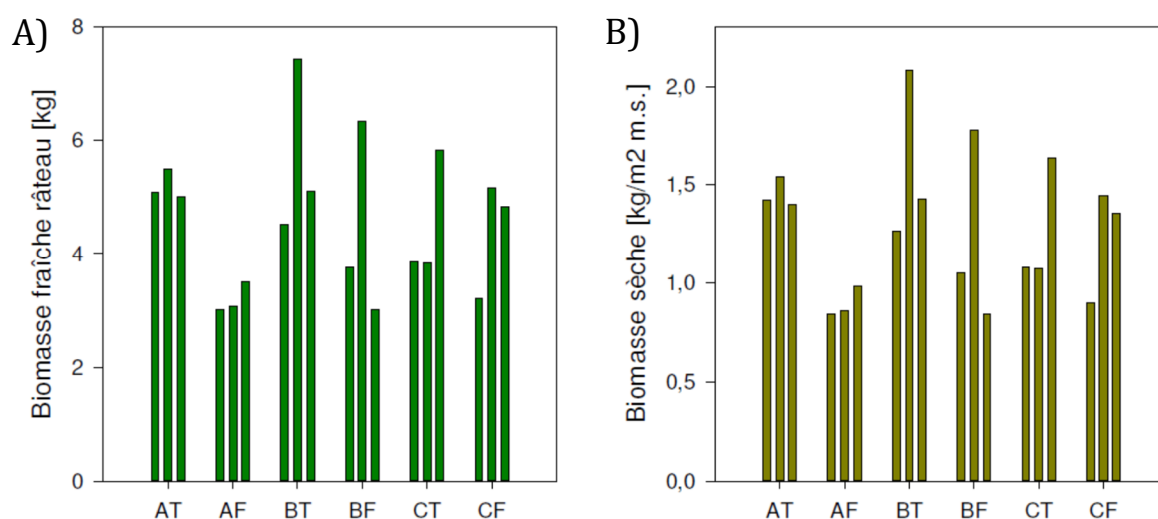 A)
Biomasse fraîche râteau [kg]
8
6
4
2
0
AT AF BT BF CT CF
B)
Biomasse sèche [kg/m2 m.s.]
2,0
1,5
1,0
0,5
0,0
AT AF BT BF CT CF